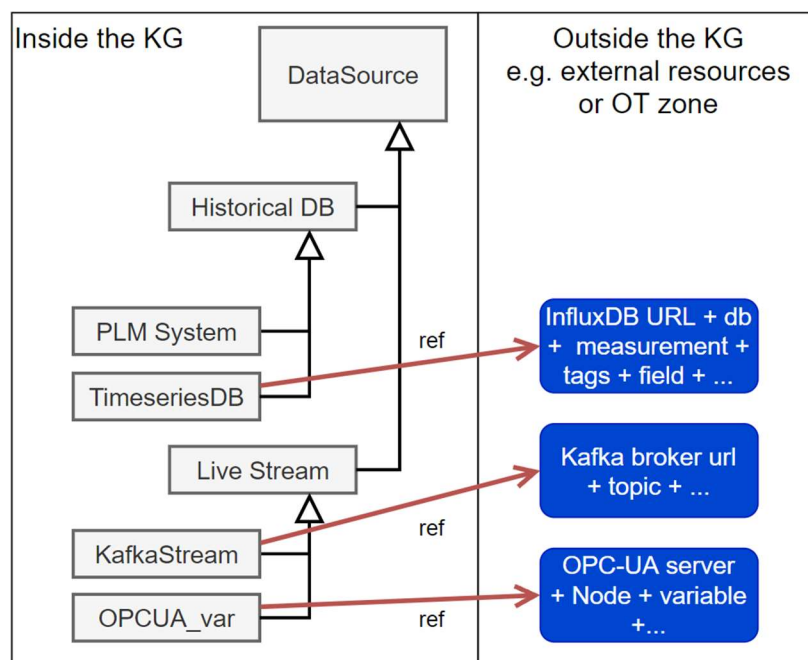 Inside the KG
DataSource
Historical DB
PLM System
TimeseriesDB
Live Stream
KafkaStream
OPCUA_var
ref
ref
ref
Outside the KG
e.g. external resources
or OT zone
InfluxDB URL + db
+ measurement +
tags + field + ...
Kafka broker url
+ topic + ...
OPC-UA server
+ Node + variable
+...